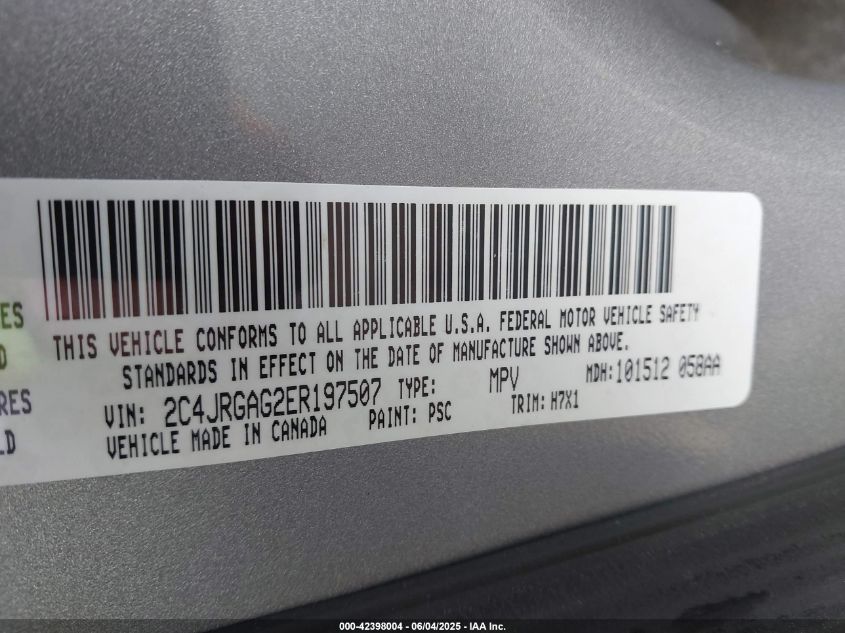 ES
D
RES
LD
THIS VEHICLE CONFORMS TO ALL APPLICABLE U.S.A. FEDERAL MOTOR VEHICLE SAFETY
STANDARDS IN EFFECT ON THE DATE OF MANUFACTURE SHOWN ABOVE.
VIN: 2C4JRGAG2ER197507 TYPE: MPV MDH:101512 058AA
VEHICLE MADE IN CANADA PAINT: PSC TRIM: H7X1
000-42398004 - 06/04/2025 - IAA Inc.